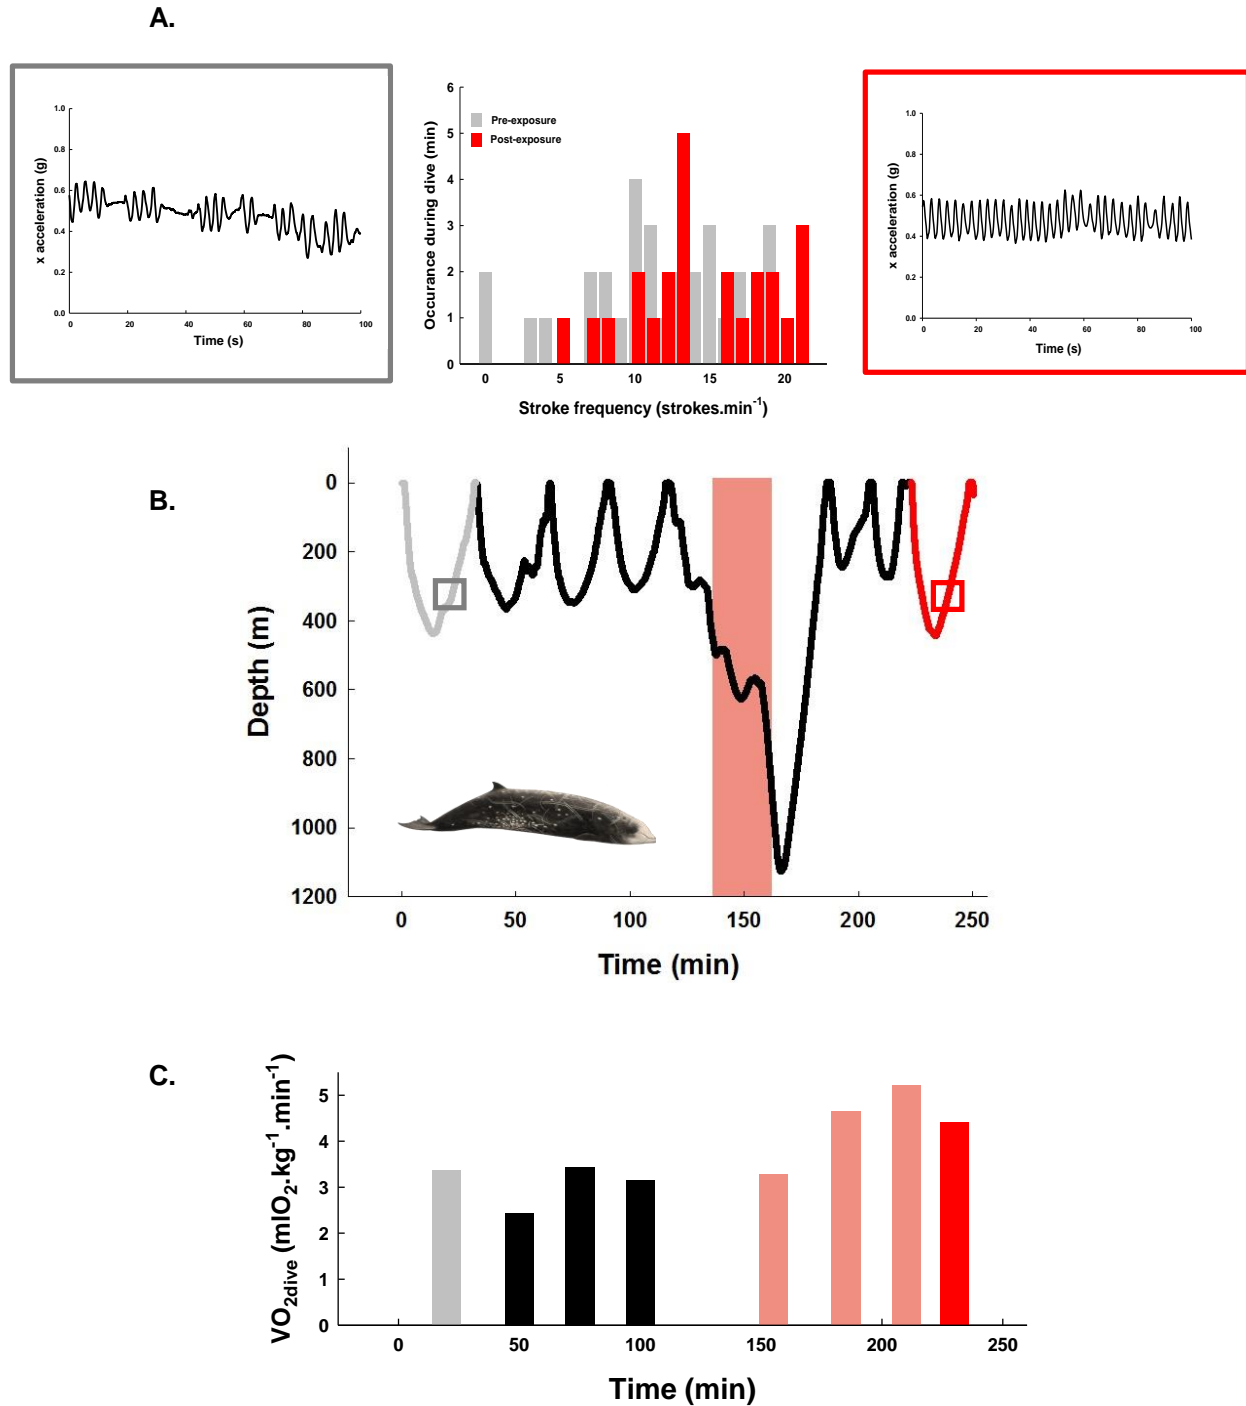 A.
1.0
0.8
0.6
0.4
0.2
0.0
x acceleration (g)
0 20 40 60 80 100
Time (s)
6
5
4
3
2
1
0
Occurance during dive (min)
Pre-exposure
Post-exposure
0 5 10 15 20
Stroke frequency (strokes.min⁻¹)
1.0
0.8
0.6
0.4
0.2
0.0
x acceleration (g)
0 20 40 60 80 100
Time (s)
B.
0
200
400
600
800
1000
1200
Depth (m)
0 50 100 150 200 250
Time (min)
C.
5
4
3
2
1
0
VO₂dive (mlO₂.kg⁻¹.min⁻¹)
0 50 100 150 200 250
Time (min)